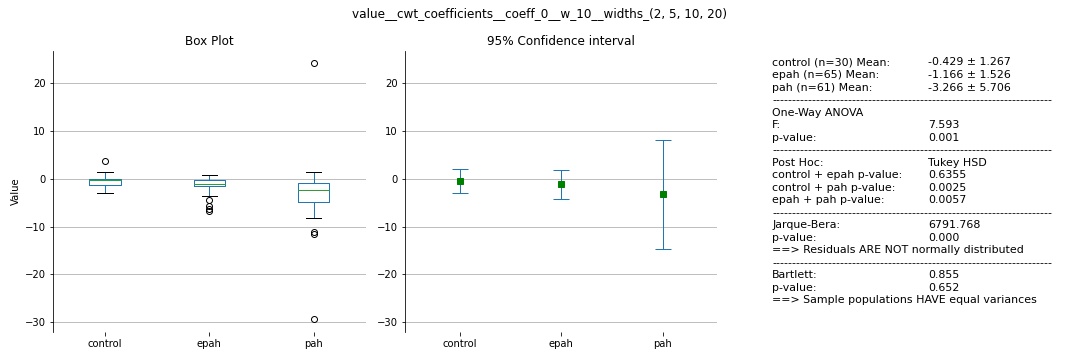 value__cwt_coefficients__coeff_0__w_10__widths_(2, 5, 10, 20)
Box Plot
Value
20
10
0
−10
−20
−30
control epah pah
95% Confidence interval
20
10
0
−10
−20
−30
control epah pah
control (n=30) Mean: -0.429 ± 1.267
epah (n=65) Mean: -1.166 ± 1.526
pah (n=61) Mean: -3.266 ± 5.706
One-Way ANOVA
F: 7.593
p-value: 0.001
Post Hoc: Tukey HSD
control + epah p-value: 0.6355
control + pah p-value: 0.0025
epah + pah p-value: 0.0057
Jarque-Bera: 6791.768
p-value: 0.000
==> Residuals ARE NOT normally distributed
Bartlett: 0.855
p-value: 0.652
==> Sample populations HAVE equal variances